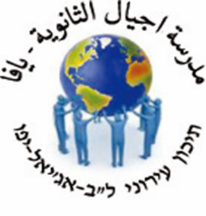 مدرسة اجيال الثانوية - يافا
תיכון עירוני י"ב-אג'יאל-יפו